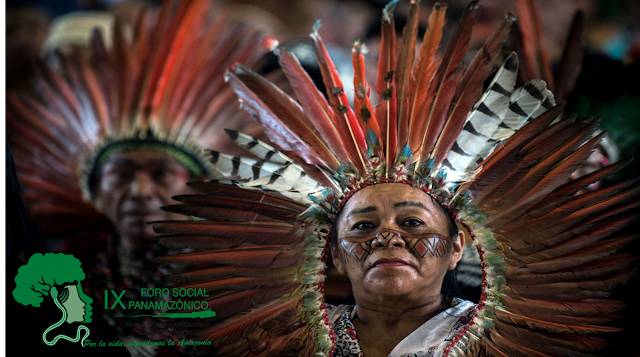 IX FORO SOCIAL
PANAMAZÓNICO
Por la vida defendemos la Amazonía